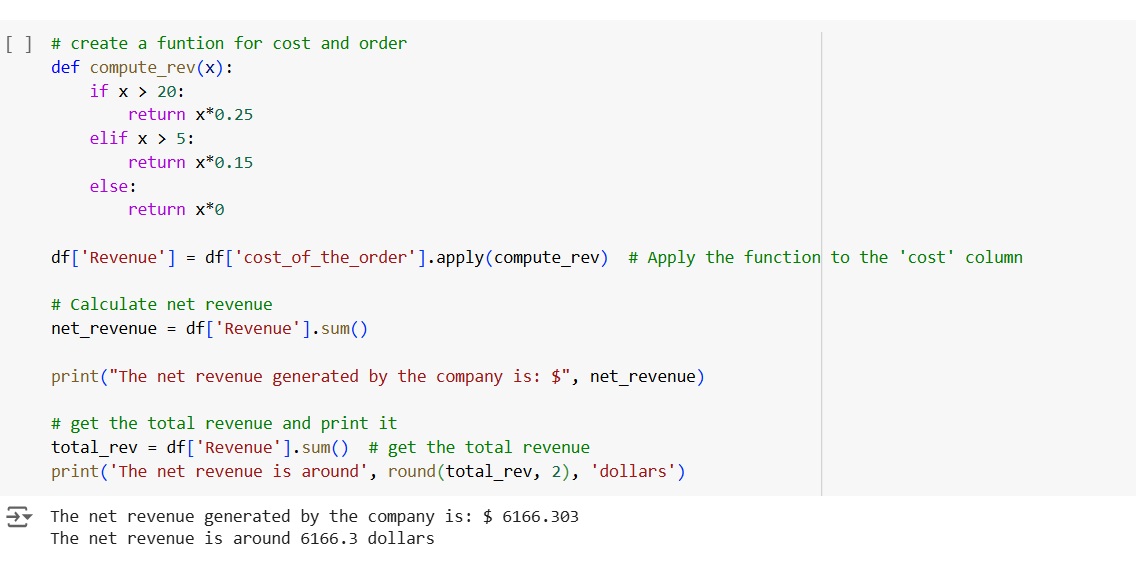 [ ] # create a funtion for cost and order
def compute_rev(x):
    if x > 20:
        return x*0.25
    elif x > 5:
        return x*0.15
    else:
        return x*0
df['Revenue'] = df['cost_of_the_order'].apply(compute_rev)  # Apply the function to the 'cost' column
# Calculate net revenue
net_revenue = df['Revenue'].sum()
print("The net revenue generated by the company is: $", net_revenue)
# get the total revenue and print it
total_rev = df['Revenue'].sum()  # get the total revenue
print('The net revenue is around', round(total_rev, 2), 'dollars')
The net revenue generated by the company is: $ 6166.303
The net revenue is around 6166.3 dollars